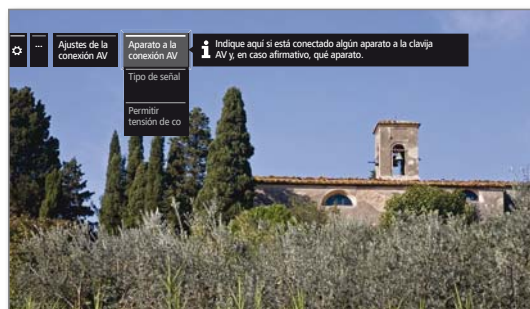 ...
Ajustes de la
conexión AV
Aparato a la
conexión AV
Indique aquí si está conectado algún aparato a la clavija
AV y, en caso afirmativo, qué aparato.
Tipo de señal
Permitir
tensión de co